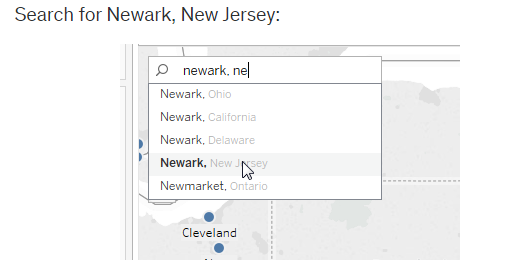 Search for Newark, New Jersey:
newark, ne
Newark, Ohio
Newark, California
Newark, Delaware
Newark, New Jersey
Newmarket, Ontario
Cleveland